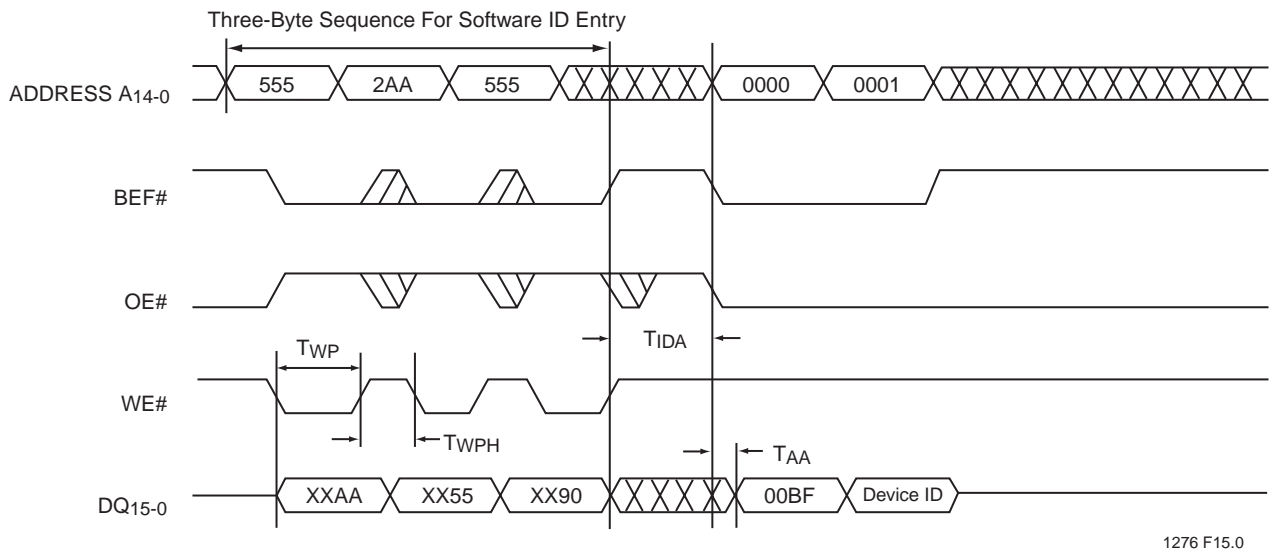 Three-Byte Sequence For Software ID Entry
ADDRESS A14-0 555 2AA 555 0000 0001
BEF#
OE#
TIDA
TWP
WE#
TWPH
TAA
DQ15-0 XXAA XX55 XX90 00BF Device ID
1276 F15.0